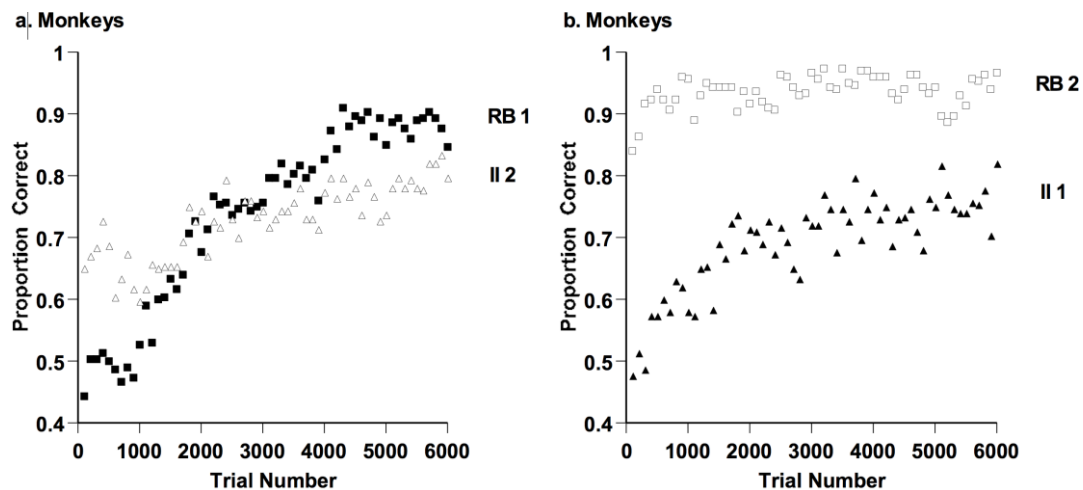 a. Monkeys
1
0.9
0.8
0.7
0.6
0.5
0.4
Proportion Correct
RB 1
II 2
0 1000 2000 3000 4000 5000 6000
Trial Number
b. Monkeys
1
0.9
0.8
0.7
0.6
0.5
0.4
Proportion Correct
RB 2
II 1
0 1000 2000 3000 4000 5000 6000
Trial Number